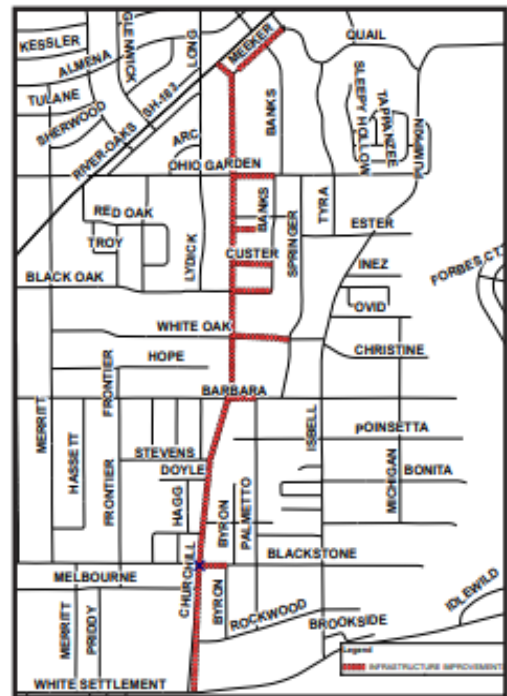 KESSLER
GLENWICK
LONG
MEEKER
QUAIL
ALMENA
TULANE
SHERWOOD
SH-183
RIVER-OAKS
BANKS
SLEEPY HOLLOW
TAPPANZEE
PUMPKIN
ARC
OHIO GARDEN
RED OAK
TROY
LYDICK
BANKS
SPRINGER
TYRA
ESTER
CUSTER
BLACK OAK
INEZ
FORBES CT.
OVID
WHITE OAK
CHRISTINE
HOPE
FRONTIER
BARBARA
MERRITT
HASSETT
POINSETTA
ISBELL
STEVENS
DOYLE
MICHIGAN
BONITA
FRONTIER
HAGG
BYRON
PALMETTO
BLACKSTONE
MELBOURNE
CHURCHILL
MERRITT
PRIDDY
BYRON
ROCKWOOD
BROOKSIDE
IDLEWILD
Legend
INFRASTRUCTURE IMPROVEMENTS
WHITE SETTLEMENT